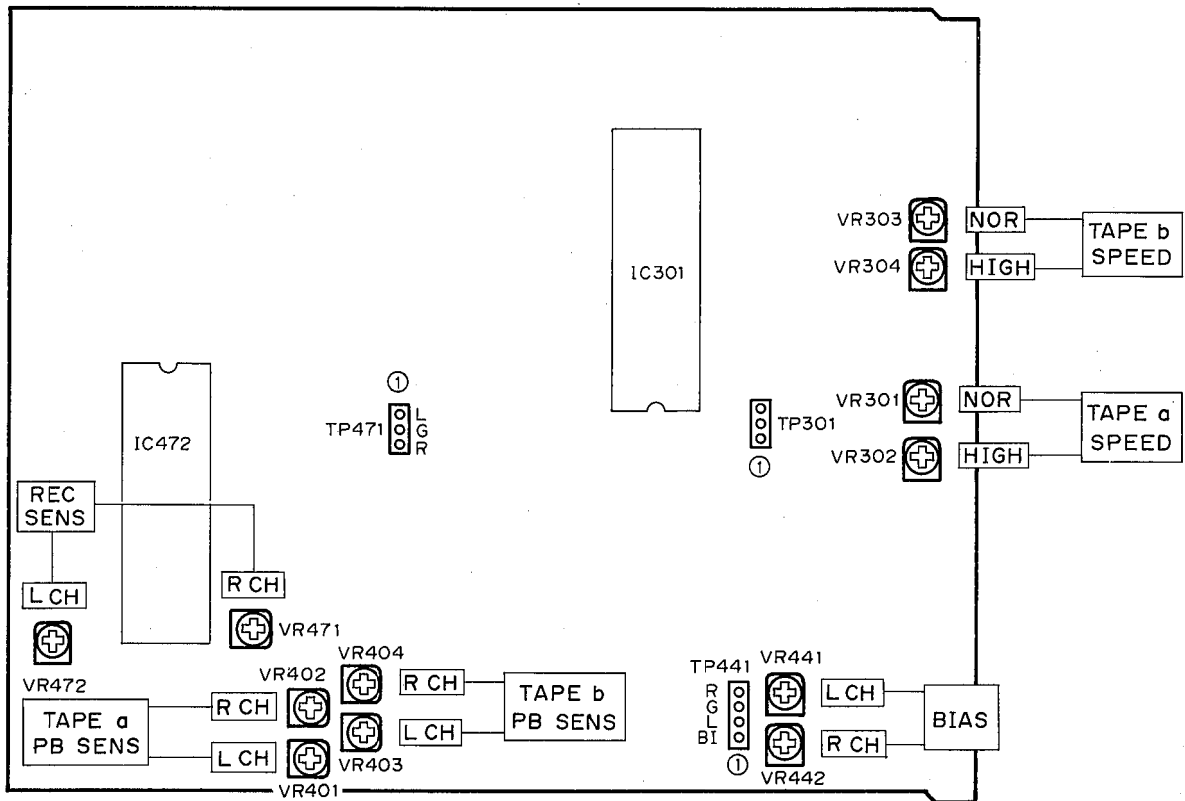 VR303
NOR
TAPE b
SPEED
VR304
HIGH
IC301
①
TP471
L
G
R
VR301
NOR
TAPE a
SPEED
TP301
①
VR302
HIGH
IC472
REC
SENS
L CH
R CH
VR471
VR472
VR404
R CH
TAPE b
PB SENS
VR402
R CH
TAPE a
PB SENS
L CH
VR403
L CH
VR401
TP441
R
G
L
BI
①
VR441
L CH
BIAS
R CH
VR442